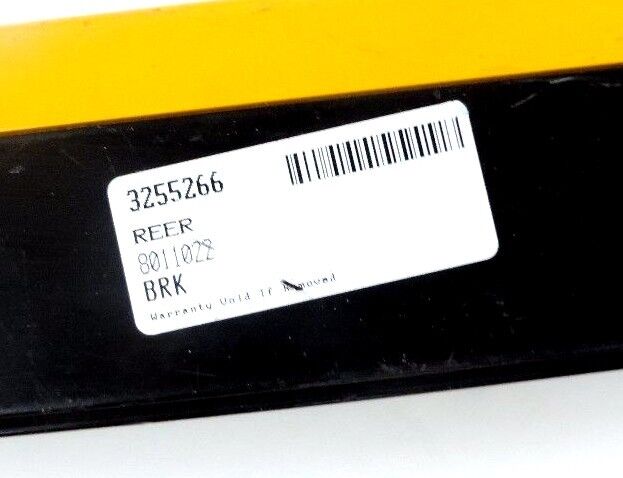 3255266
REER
8011028
BRK
Warranty Void If Removed